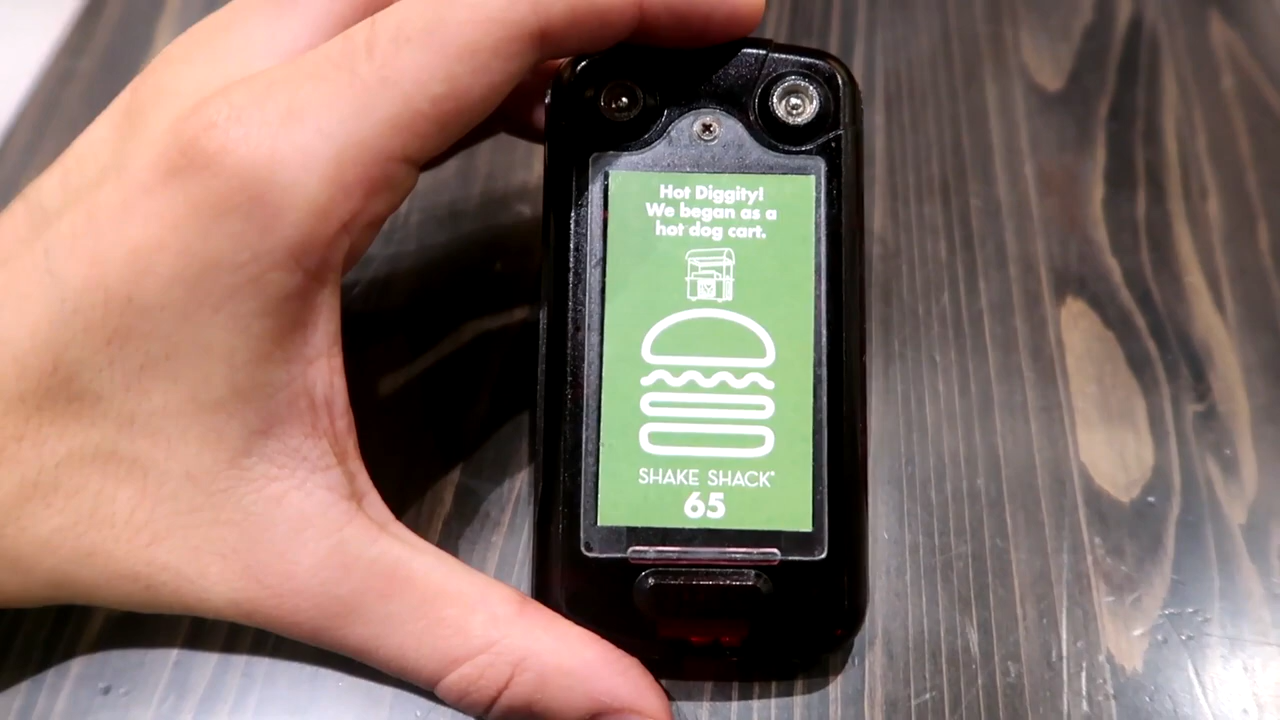 Hot Diggity!
We began as a
hot dog cart.
SHAKE SHACK®
65